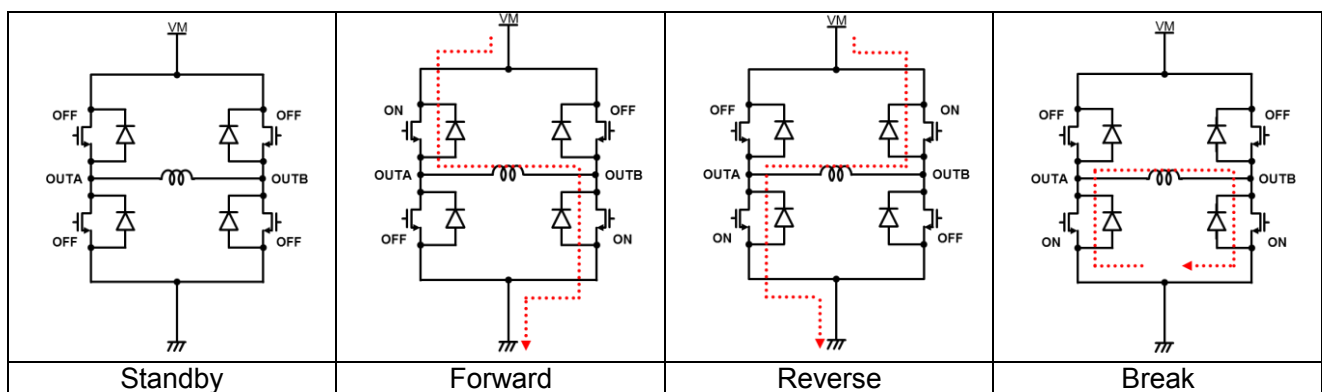 VM
OFF
OFF
OUTA
OUTB
OFF
OFF
Standby
VM
ON
OFF
OUTA
OUTB
OFF
ON
Forward
VM
OFF
ON
OUTA
OUTB
ON
OFF
Reverse
VM
OFF
OFF
OUTA
OUTB
ON
ON
Break